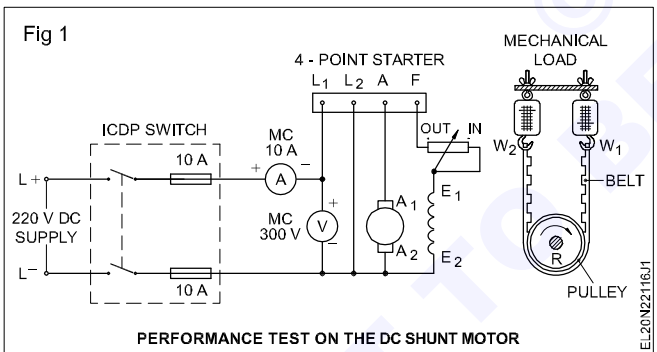 Fig 1
4 - POINT STARTER
L1 L2 A F
MECHANICAL
LOAD
ICDP SWITCH
OUT IN
W2 W1
10 A
MC
10 A
+ -
L+
A
BELT
+
A1
E1
220 V DC
SUPPLY
MC
300 V
V
-
A2
E2
R
L-
10 A
PULLEY
PERFORMANCE TEST ON THE DC SHUNT MOTOR
EL20N22116J1
©
TO BE